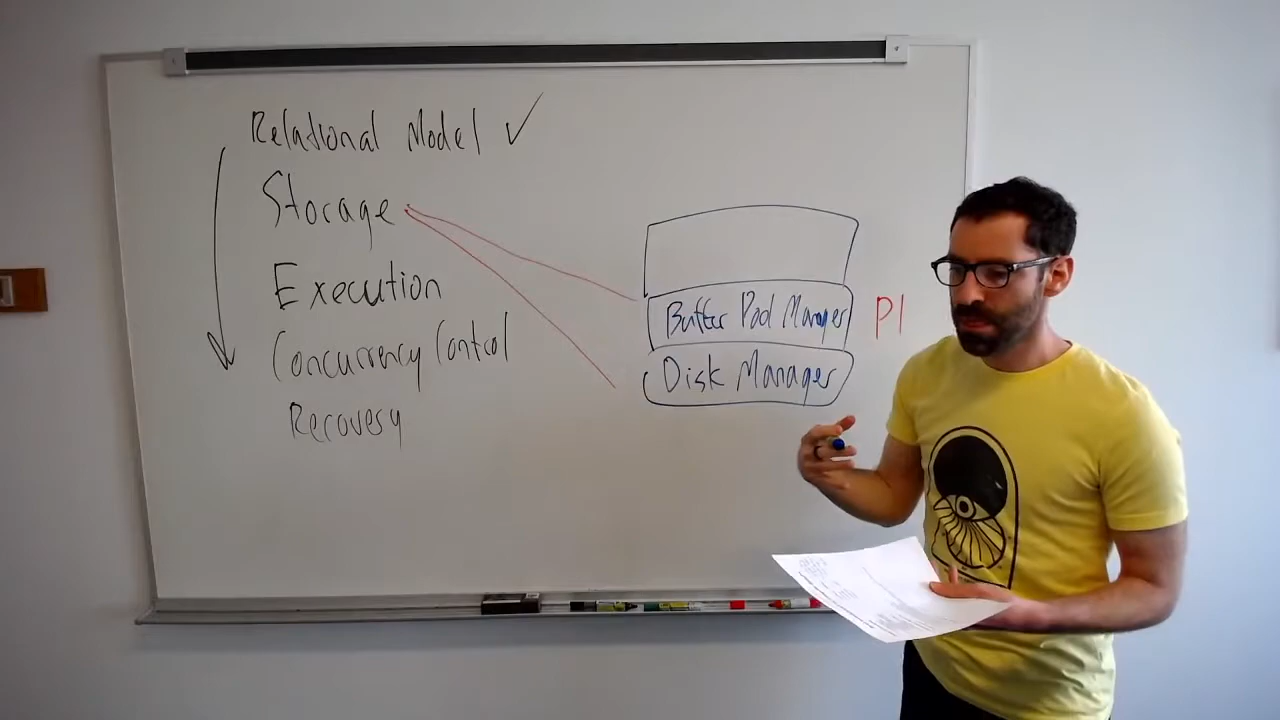 Relational Model ✓
Storage
Execution
Concurrency Control
Recovery
Buffer Pool Manager
P1
Disk Manager